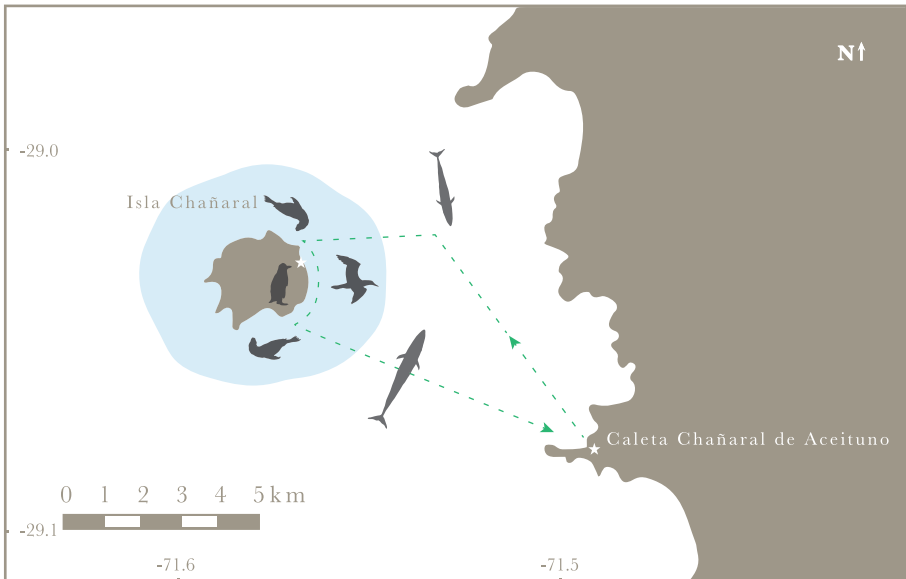 N
-29.0
Isla Chañaral
Caleta Chañaral de Aceituno
0 1 2 3 4 5 km
-29.1
-71.6 -71.5